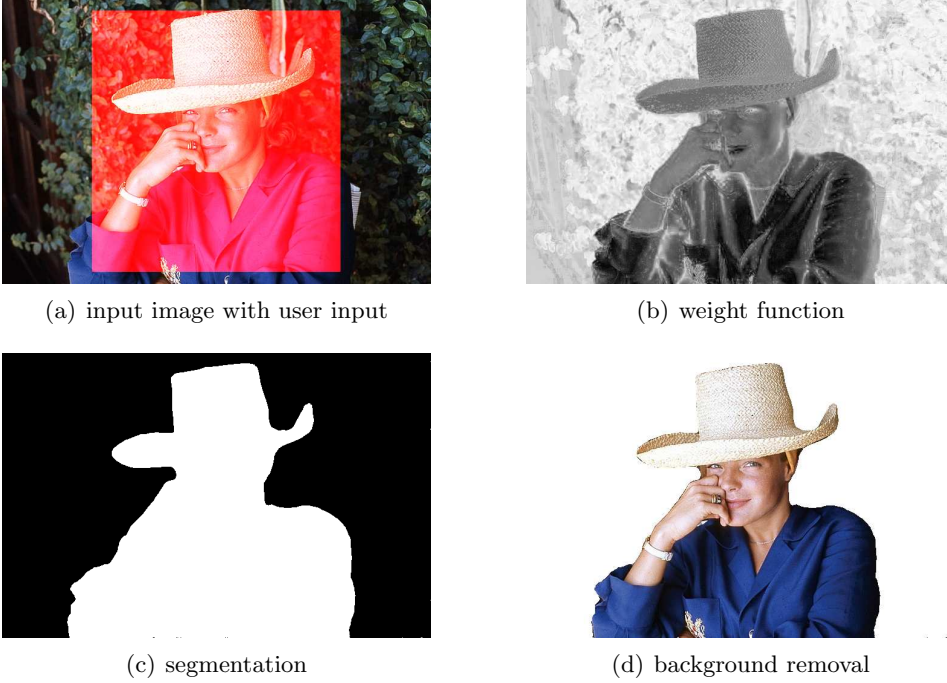 (a) input image with user input
(b) weight function
(c) segmentation
(d) background removal